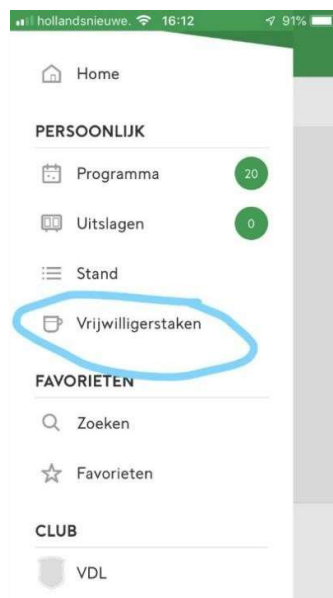 hollandsnieuwe. 16:12 91%
Home
PERSOONLIJK
Programma 20
Uitslagen 0
Stand
Vrijwilligerstaken
FAVORIETEN
Zoeken
Favorieten
CLUB
VDL